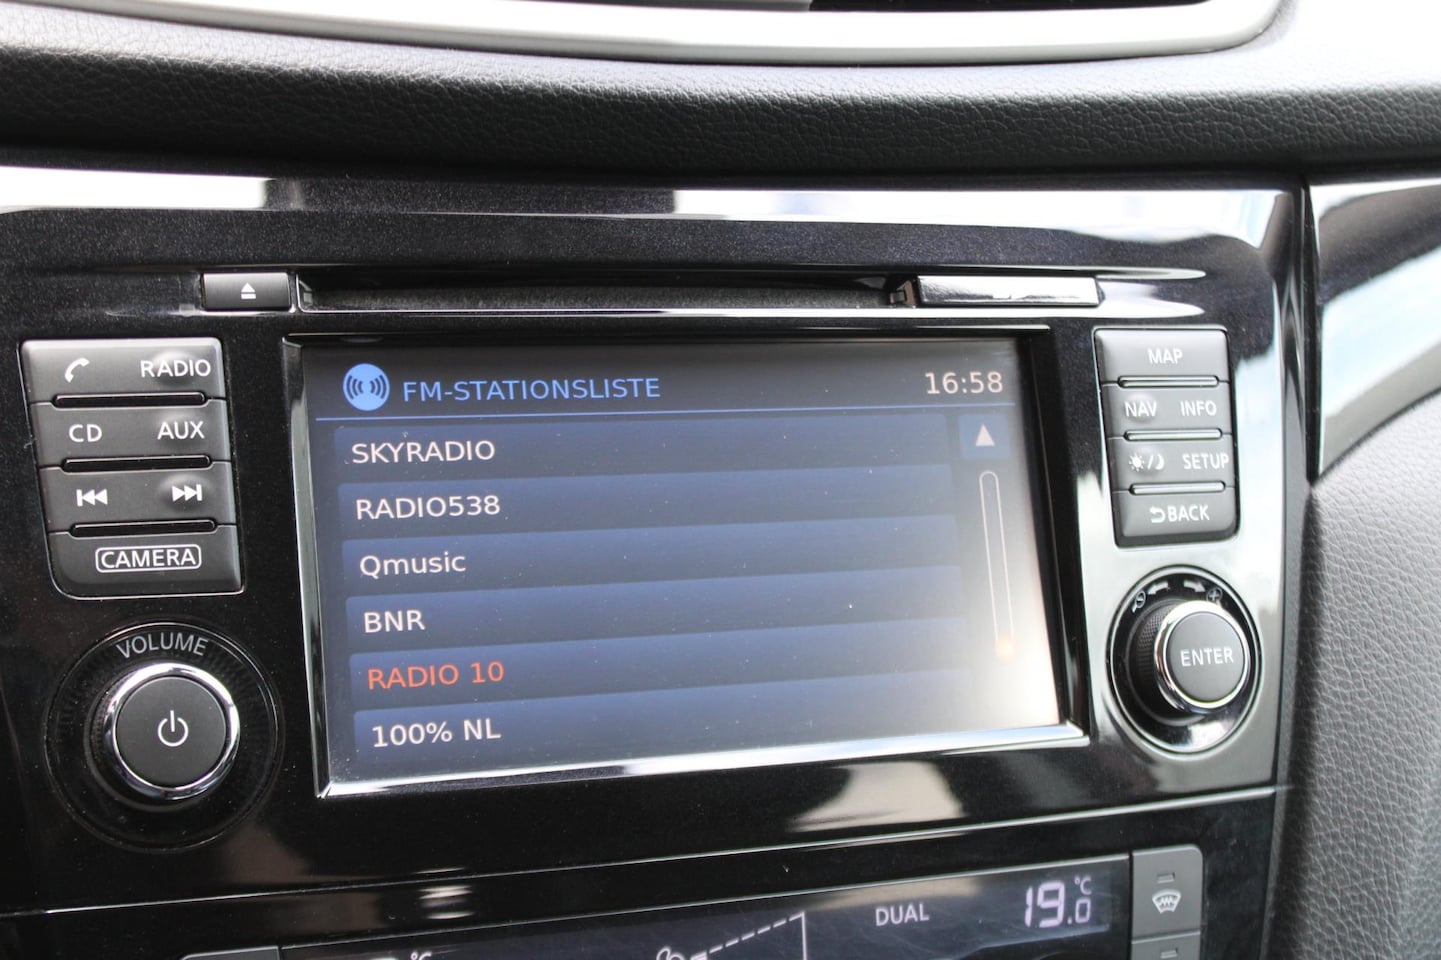 RADIO
CD AUX
CAMERA
VOLUME
FM-STATIONSLISTE 16:58
SKYRADIO
RADIO538
Qmusic
BNR
RADIO 10
100% NL
MAP
NAV INFO
SETUP
BACK
ENTER
DUAL 19.0 °C
°C